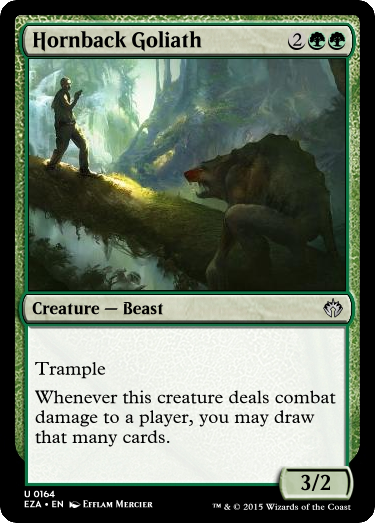 Hornback Goliath 2
Creature — Beast
Trample
Whenever this creature deals combat
damage to a player, you may draw
that many cards.
3/2
U 0164
EZA • EN Efflam Mercier
™ & © 2015 Wizards of the Coast